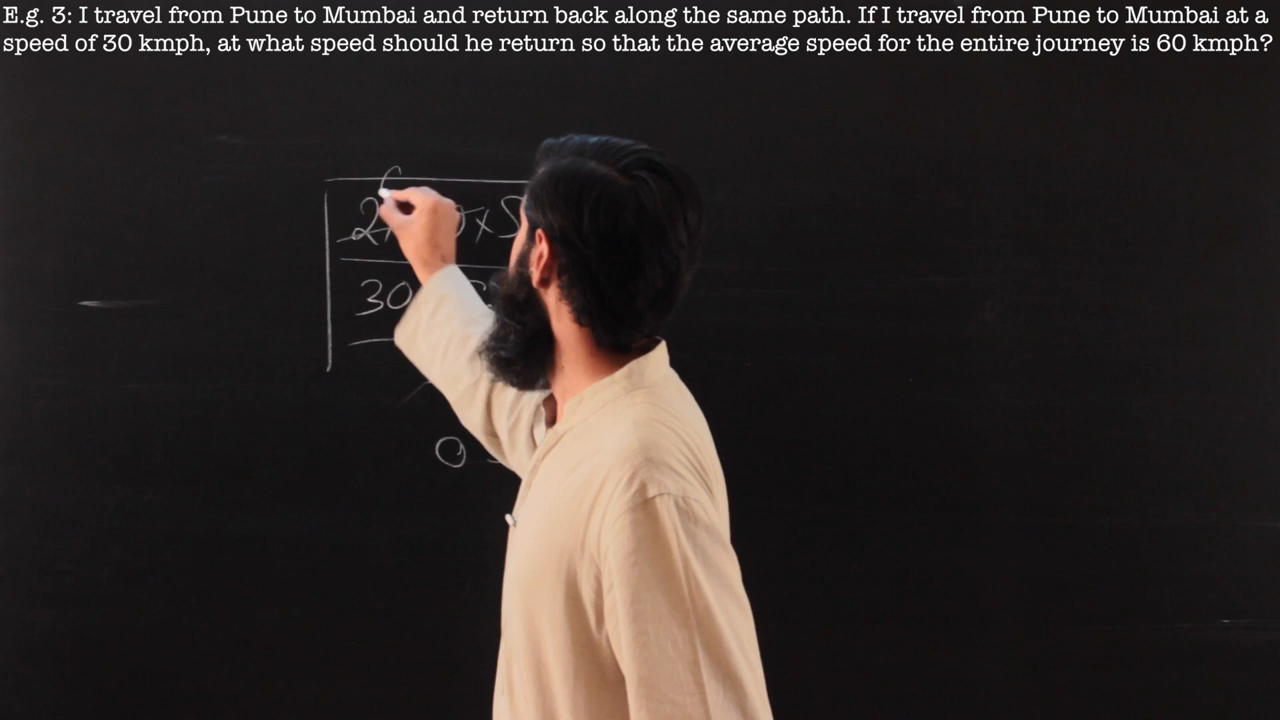 E.g. 3: I travel from Pune to Mumbai and return back along the same path. If I travel from Pune to Mumbai at a
speed of 30 kmph, at what speed should he return so that the average speed for the entire journey is 60 kmph?
2 x S
30
0